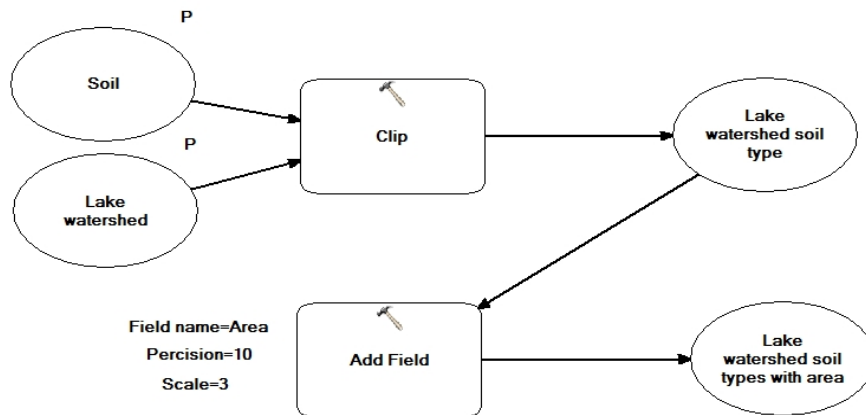 P
Soil
P
Lake
watershed
Clip
Lake
watershed soil
type
Field name=Area
Percision=10
Scale=3
Add Field
Lake
watershed soil
types with area